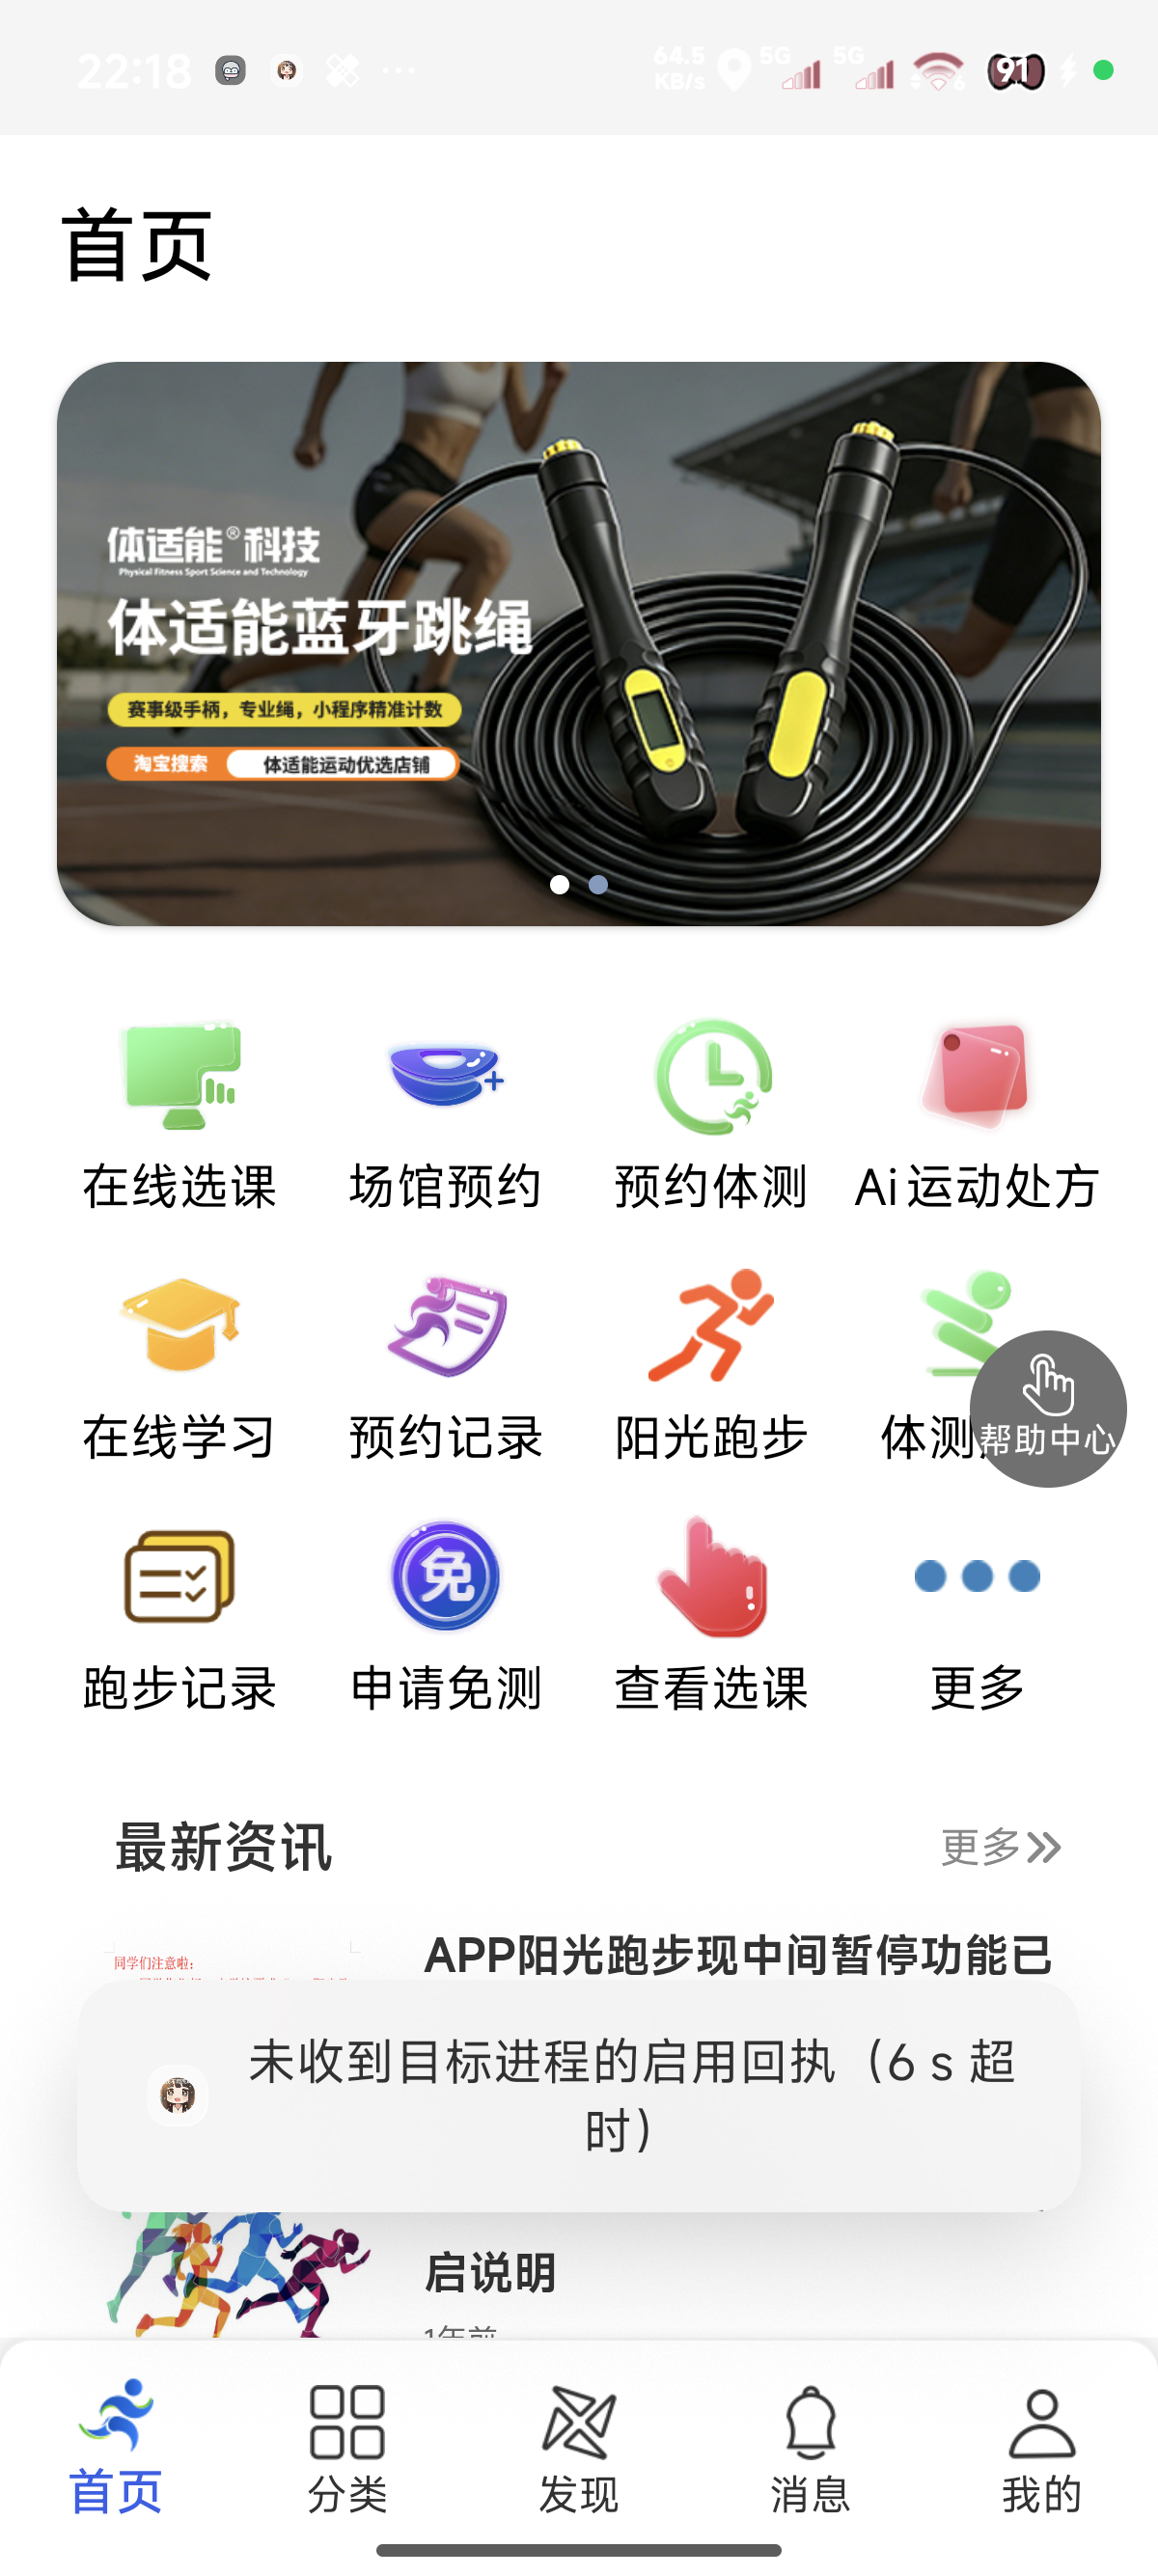 22:18
64.5 KB/s 5G 5G 6 91
首页
体适能®科技
Physical Fitness Sport Science and Technology
体适能蓝牙跳绳
赛事级手柄，专业绳，小程序精准计数
淘宝搜索 体适能运动优选店铺
在线选课 场馆预约 预约体测 Ai运动处方
在线学习 预约记录 阳光跑步 体测
帮助中心
免
跑步记录 申请免测 查看选课 更多
最新资讯 更多
同学们注意啦：
APP阳光跑步现中间暂停功能已
未收到目标进程的启用回执（6 s 超
时）
启说明
1年前
首页 分类 发现 消息 我的